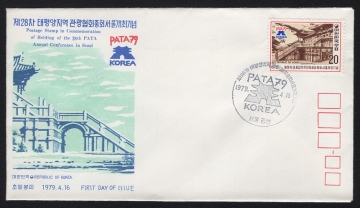 제28차 태평양지역 관광협회총회서울개최기념
Postage Stamp in Commemoration
of Holding of the 28th PATA
Annual Conference in Seoul
PATA79
KOREA
대한민국 REPUBLIC OF KOREA
초일봉피 1979.4.16 FIRST DAY OF ISSUE
PATA79
KOREA
20
PATA79
1979. 4. 16
KOREA